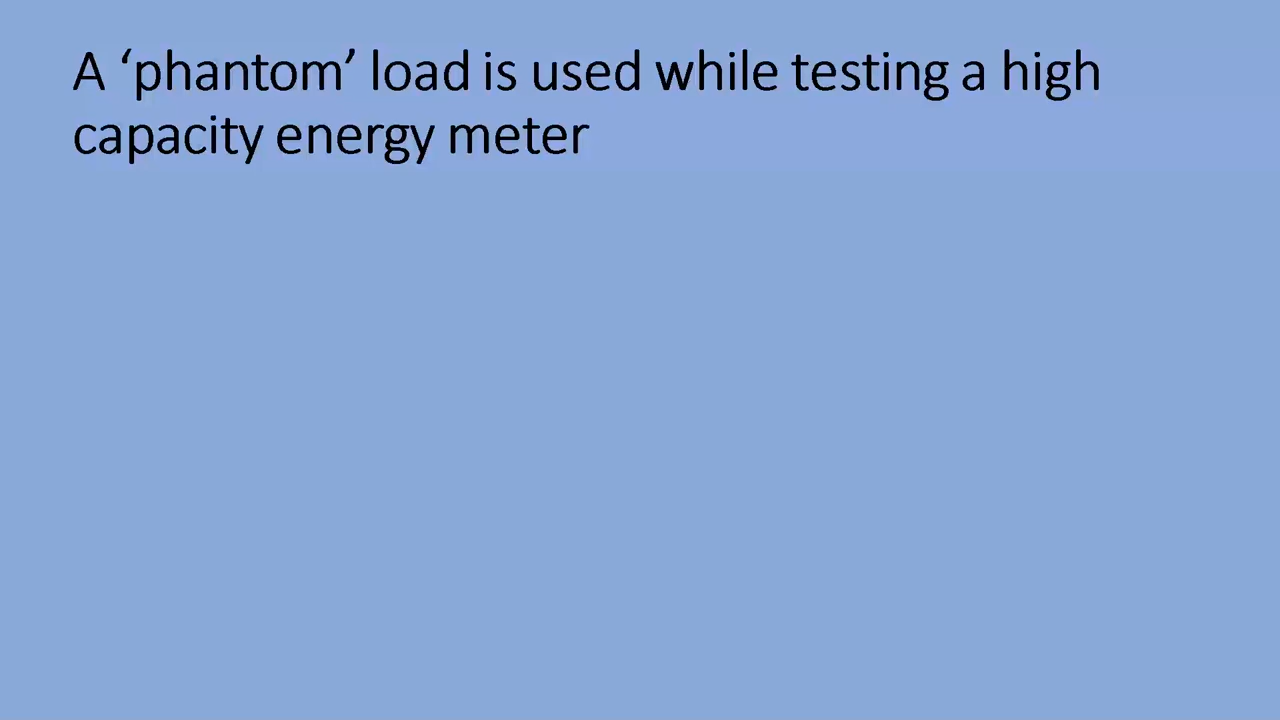 A ‘phantom’ load is used while testing a high
capacity energy meter